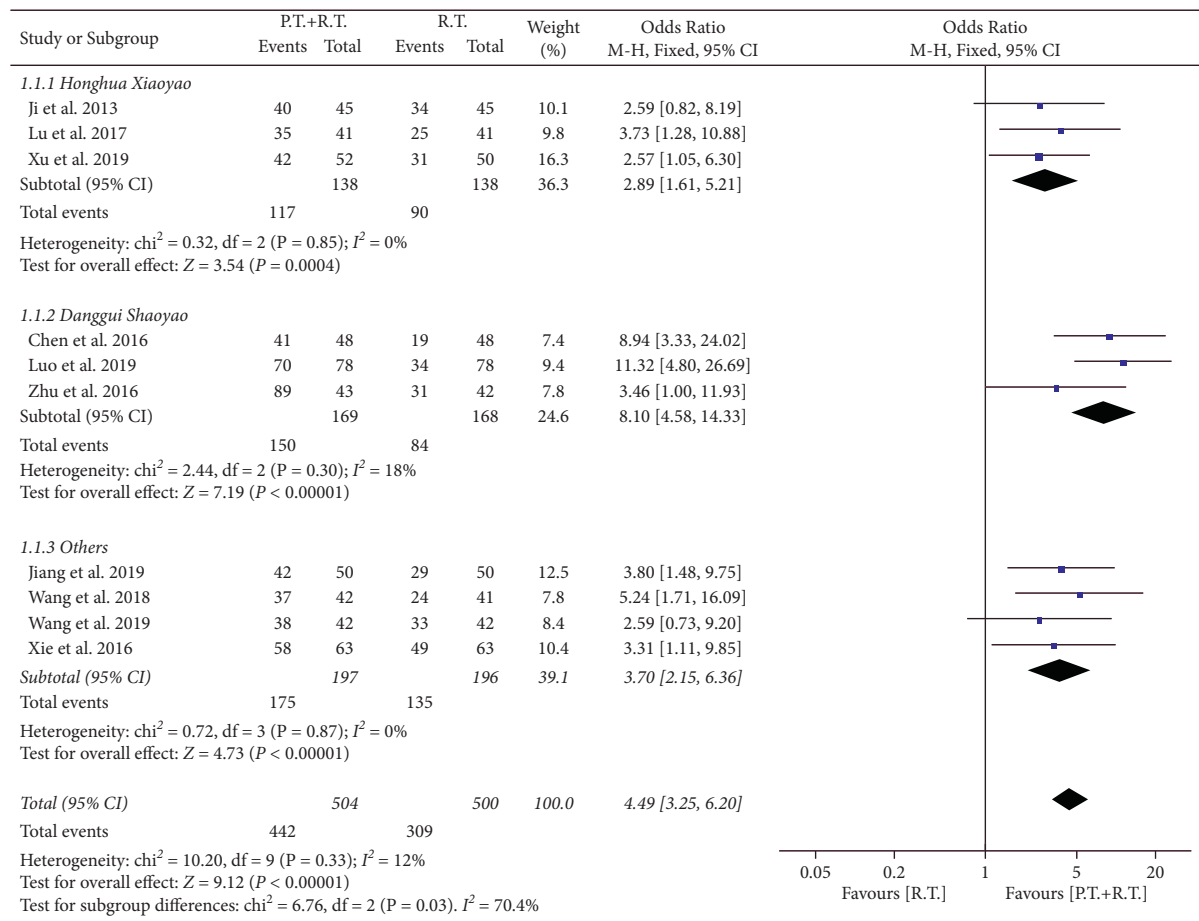 Study or Subgroup P.T.+R.T. R.T. Weight (%) Odds Ratio M-H, Fixed, 95% CI Odds Ratio M-H, Fixed, 95% CI
Events Total Events Total
1.1.1 Honghua Xiaoyao
Ji et al. 2013 40 45 34 45 10.1 2.59 [0.82, 8.19]
Lu et al. 2017 35 41 25 41 9.8 3.73 [1.28, 10.88]
Xu et al. 2019 42 52 31 50 16.3 2.57 [1.05, 6.30]
Subtotal (95% CI) 138 138 36.3 2.89 [1.61, 5.21]
Total events 117 90
Heterogeneity: chi² = 0.32, df = 2 (P = 0.85); I² = 0%
Test for overall effect: Z = 3.54 (P = 0.0004)
1.1.2 Danggui Shaoyao
Chen et al. 2016 41 48 19 48 7.4 8.94 [3.33, 24.02]
Luo et al. 2019 70 78 34 78 9.4 11.32 [4.80, 26.69]
Zhu et al. 2016 89 43 31 42 7.8 3.46 [1.00, 11.93]
Subtotal (95% CI) 169 168 24.6 8.10 [4.58, 14.33]
Total events 150 84
Heterogeneity: chi² = 2.44, df = 2 (P = 0.30); I² = 18%
Test for overall effect: Z = 7.19 (P < 0.00001)
1.1.3 Others
Jiang et al. 2019 42 50 29 50 12.5 3.80 [1.48, 9.75]
Wang et al. 2018 37 42 24 41 7.8 5.24 [1.71, 16.09]
Wang et al. 2019 38 42 33 42 8.4 2.59 [0.73, 9.20]
Xie et al. 2016 58 63 49 63 10.4 3.31 [1.11, 9.85]
Subtotal (95% CI) 197 196 39.1 3.70 [2.15, 6.36]
Total events 175 135
Heterogeneity: chi² = 0.72, df = 3 (P = 0.87); I² = 0%
Test for overall effect: Z = 4.73 (P < 0.00001)
Total (95% CI) 504 500 100.0 4.49 [3.25, 6.20]
Total events 442 309
Heterogeneity: chi² = 10.20, df = 9 (P = 0.33); I² = 12%
Test for overall effect: Z = 9.12 (P < 0.00001)
Test for subgroup differences: chi² = 6.76, df = 2 (P = 0.03). I² = 70.4%
0.05 0.2 1 5 20
Favours [R.T.] Favours [P.T.+R.T.]